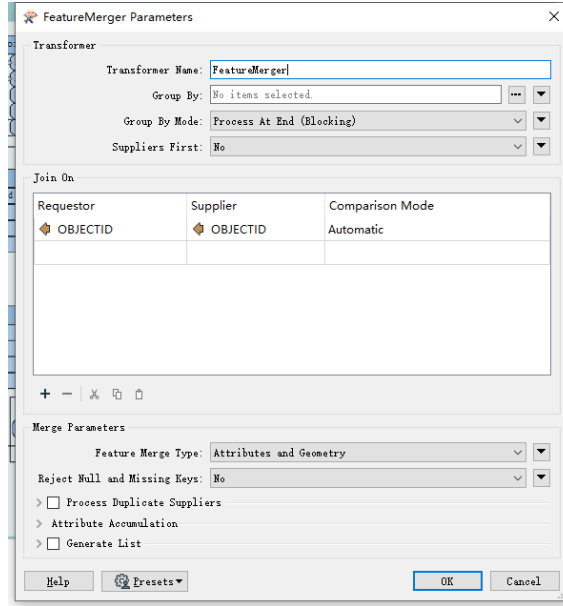 FeatureMerger Parameters
Transformer
Transformer Name: FeatureMerger
Group By: No items selected.
Group By Mode: Process At End (Blocking)
Suppliers First: No
Join On
Requestor Supplier Comparison Mode
OBJECTID OBJECTID Automatic
Merge Parameters
Feature Merge Type: Attributes and Geometry
Reject Null and Missing Keys: No
Process Duplicate Suppliers
Attribute Accumulation
Generate List
Help Presets OK Cancel